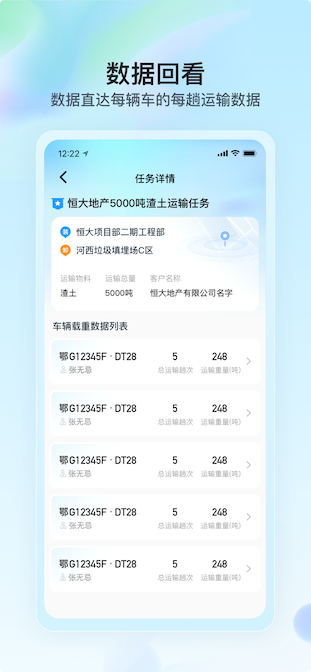 数据回看
数据直达每辆车的每趟运输数据
12:22
任务详情
恒大地产5000吨渣土运输任务
装 恒大项目部二期工程部
卸 河西垃圾填埋场C区
运输物料 运输总量 客户名称
渣土 5000吨 恒大地产有限公司名字
车辆载重数据列表
鄂G12345F · DT28 5 248
张无忌 总运输趟次 运输重量(吨)
鄂G12345F · DT28 5 248
张无忌 总运输趟次 运输重量(吨)
鄂G12345F · DT28 5 248
张无忌 总运输趟次 运输重量(吨)
鄂G12345F · DT28 5 248
张无忌 总运输趟次 运输重量(吨)
鄂G12345F · DT28 5 248
张无忌 总运输趟次 运输重量(吨)